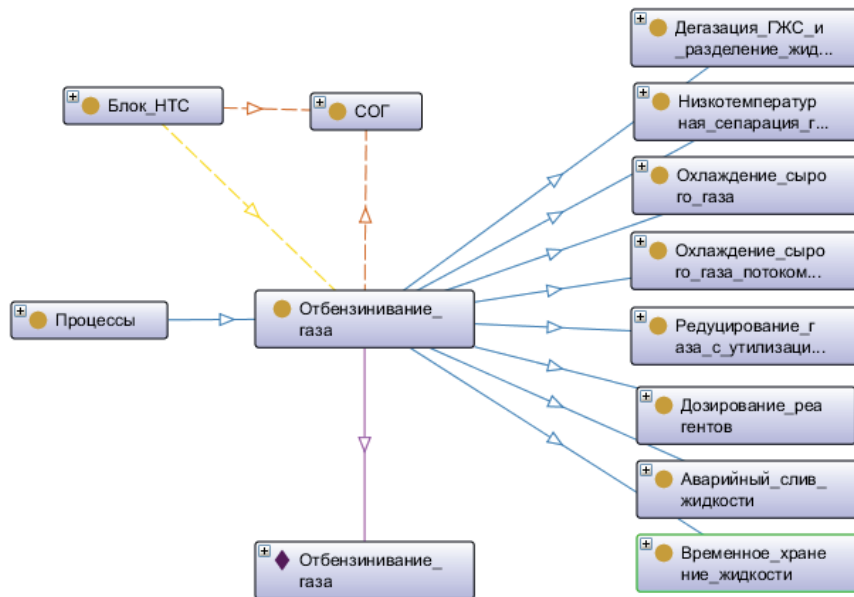 Дегазация_ГЖС_и
_разделение_жид...
Блок_НТС
СОГ
Низкотемператур
ная_сепарация_г...
Охлаждение_сыро
го_газа
Охлаждение_сыро
го_газа_потоком...
Процессы
Отбензинивание_
газа
Редуцирование_г
аза_с_утилизаци...
Дозирование_реа
гентов
Аварийный_слив_
жидкости
Отбензинивание_
газа
Временное_хране
ние_жидкости